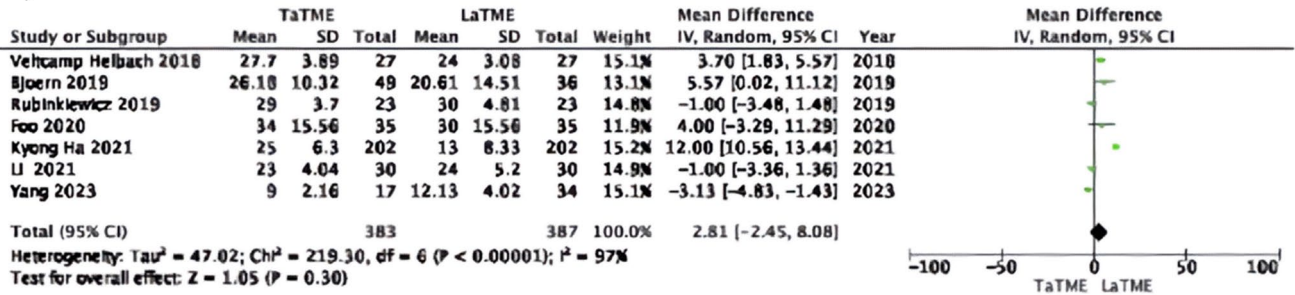 TaTME LaTME Mean Difference Mean Difference
Study or Subgroup Mean SD Total Mean SD Total Weight IV, Random, 95% CI Year IV, Random, 95% CI
Veltcamp Helbach 2018 27.7 3.89 27 24 3.08 27 15.1% 3.70 [1.83, 5.57] 2018
Bjoern 2019 26.18 10.32 49 20.61 14.51 36 13.1% 5.57 [0.02, 11.12] 2019
Rubinkiewicz 2019 29 3.7 23 30 4.81 23 14.8% -1.00 [-3.48, 1.48] 2019
Foo 2020 34 15.56 35 30 15.56 35 11.9% 4.00 [-3.29, 11.29] 2020
Kyong Ha 2021 25 6.3 202 13 8.33 202 15.2% 12.00 [10.56, 13.44] 2021
LI 2021 23 4.04 30 24 5.2 30 14.9% -1.00 [-3.36, 1.36] 2021
Yang 2023 9 2.16 17 12.13 4.02 34 15.1% -3.13 [-4.83, -1.43] 2023
Total (95% CI) 383 387 100.0% 2.81 [-2.45, 8.08]
Heterogeneity: Tau² = 47.02; Chi² = 219.30, df = 6 (P < 0.00001); I² = 97%
Test for overall effect: Z = 1.05 (P = 0.30)
-100 -50 0 50 100
TaTME LaTME